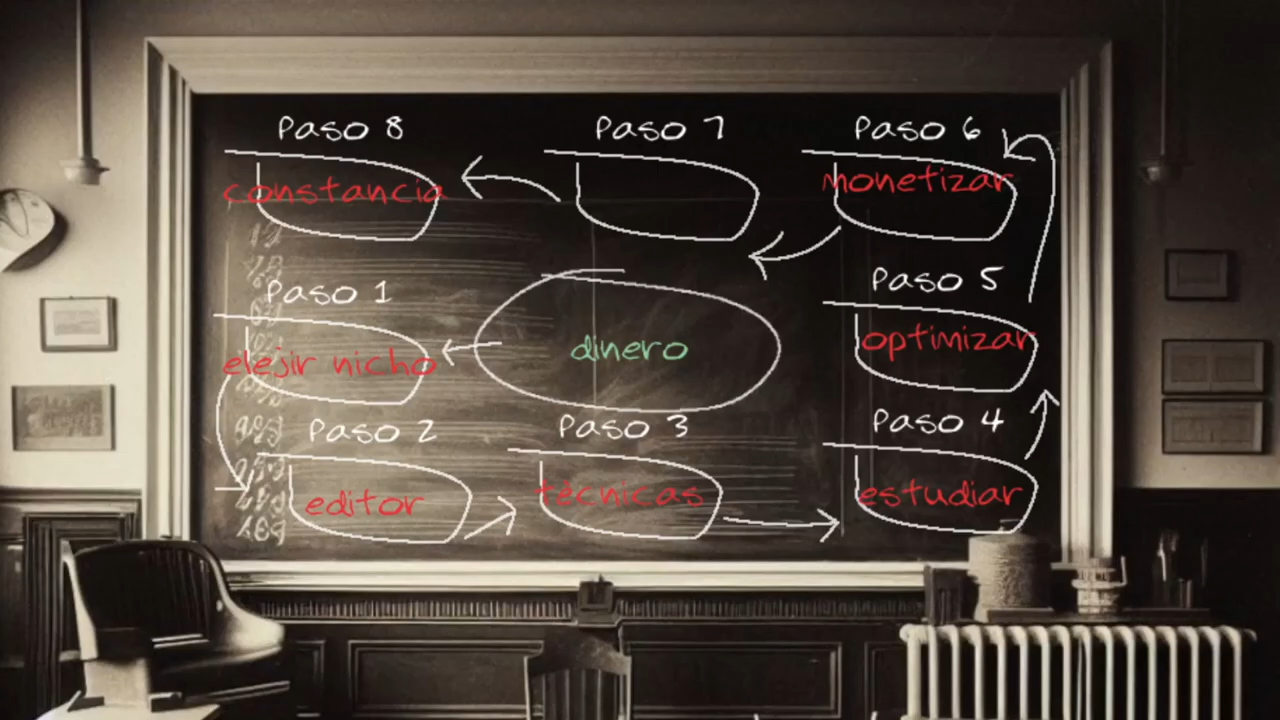 Paso 8
constancia
Paso 7
Paso 6
monetizar
Paso 1
elejir nicho
dinero
Paso 5
optimizar
Paso 2
editor
Paso 3
tècnicas
Paso 4
estudiar